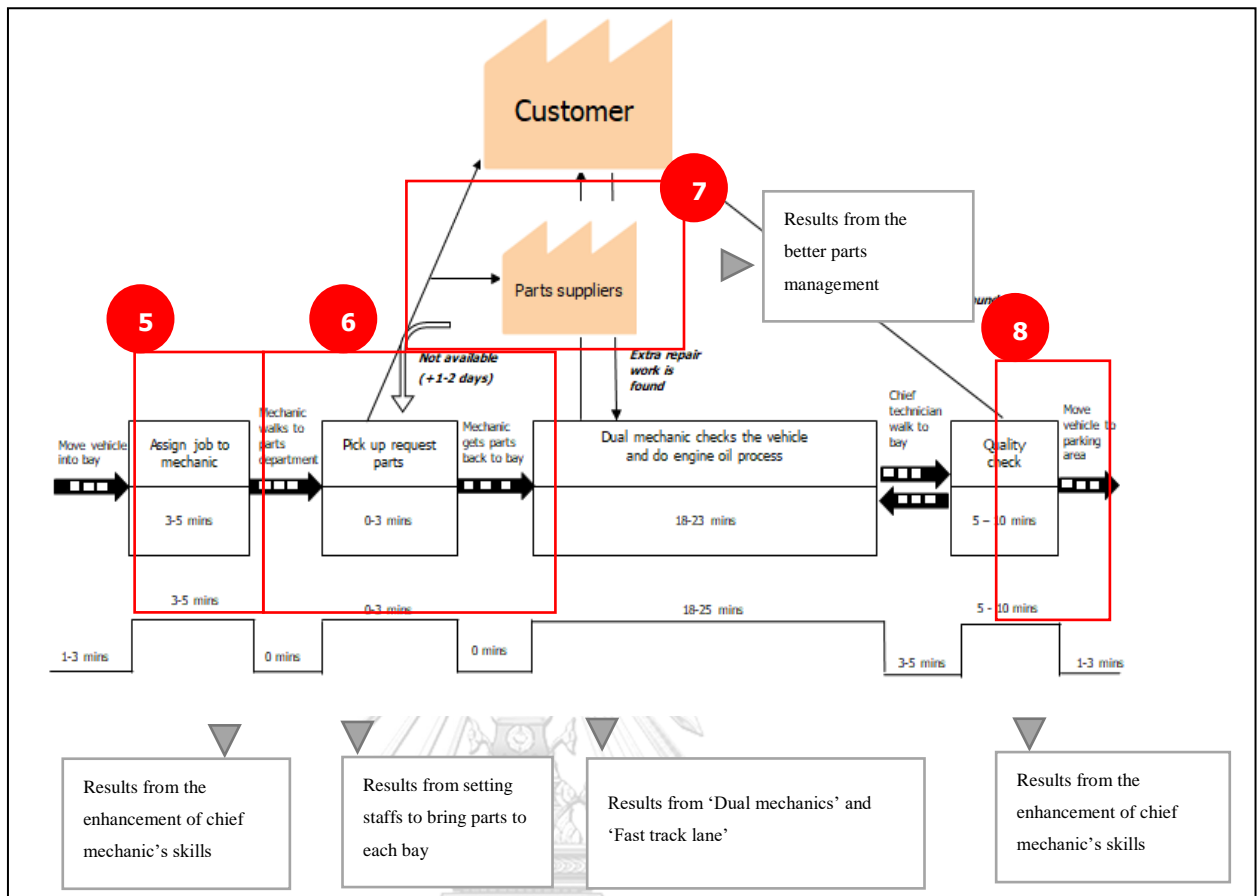 Customer
7
Results from the
better parts
management
Parts suppliers
5
6
8
Not available
(+1-2 days)
Extra repair
work is
found
Move vehicle
into bay
Assign job to
mechanic
3-5 mins
Mechanic
walks to
parts
department
Pick up request
parts
0-3 mins
Mechanic
gets parts
back to bay
Dual mechanic checks the vehicle
and do engine oil process
18-23 mins
Chief
technician
walk to
bay
Quality
check
5 – 10 mins
Move
vehicle to
parking
area
1-3 mins
3-5 mins
0 mins
0-3 mins
0 mins
18-25 mins
3-5 mins
5 - 10 mins
1-3 mins
Results from the
enhancement of chief
mechanic's skills
Results from setting
staffs to bring parts to
each bay
Results from ‘Dual mechanics’ and
‘Fast track lane’
Results from the
enhancement of chief
mechanic's skills